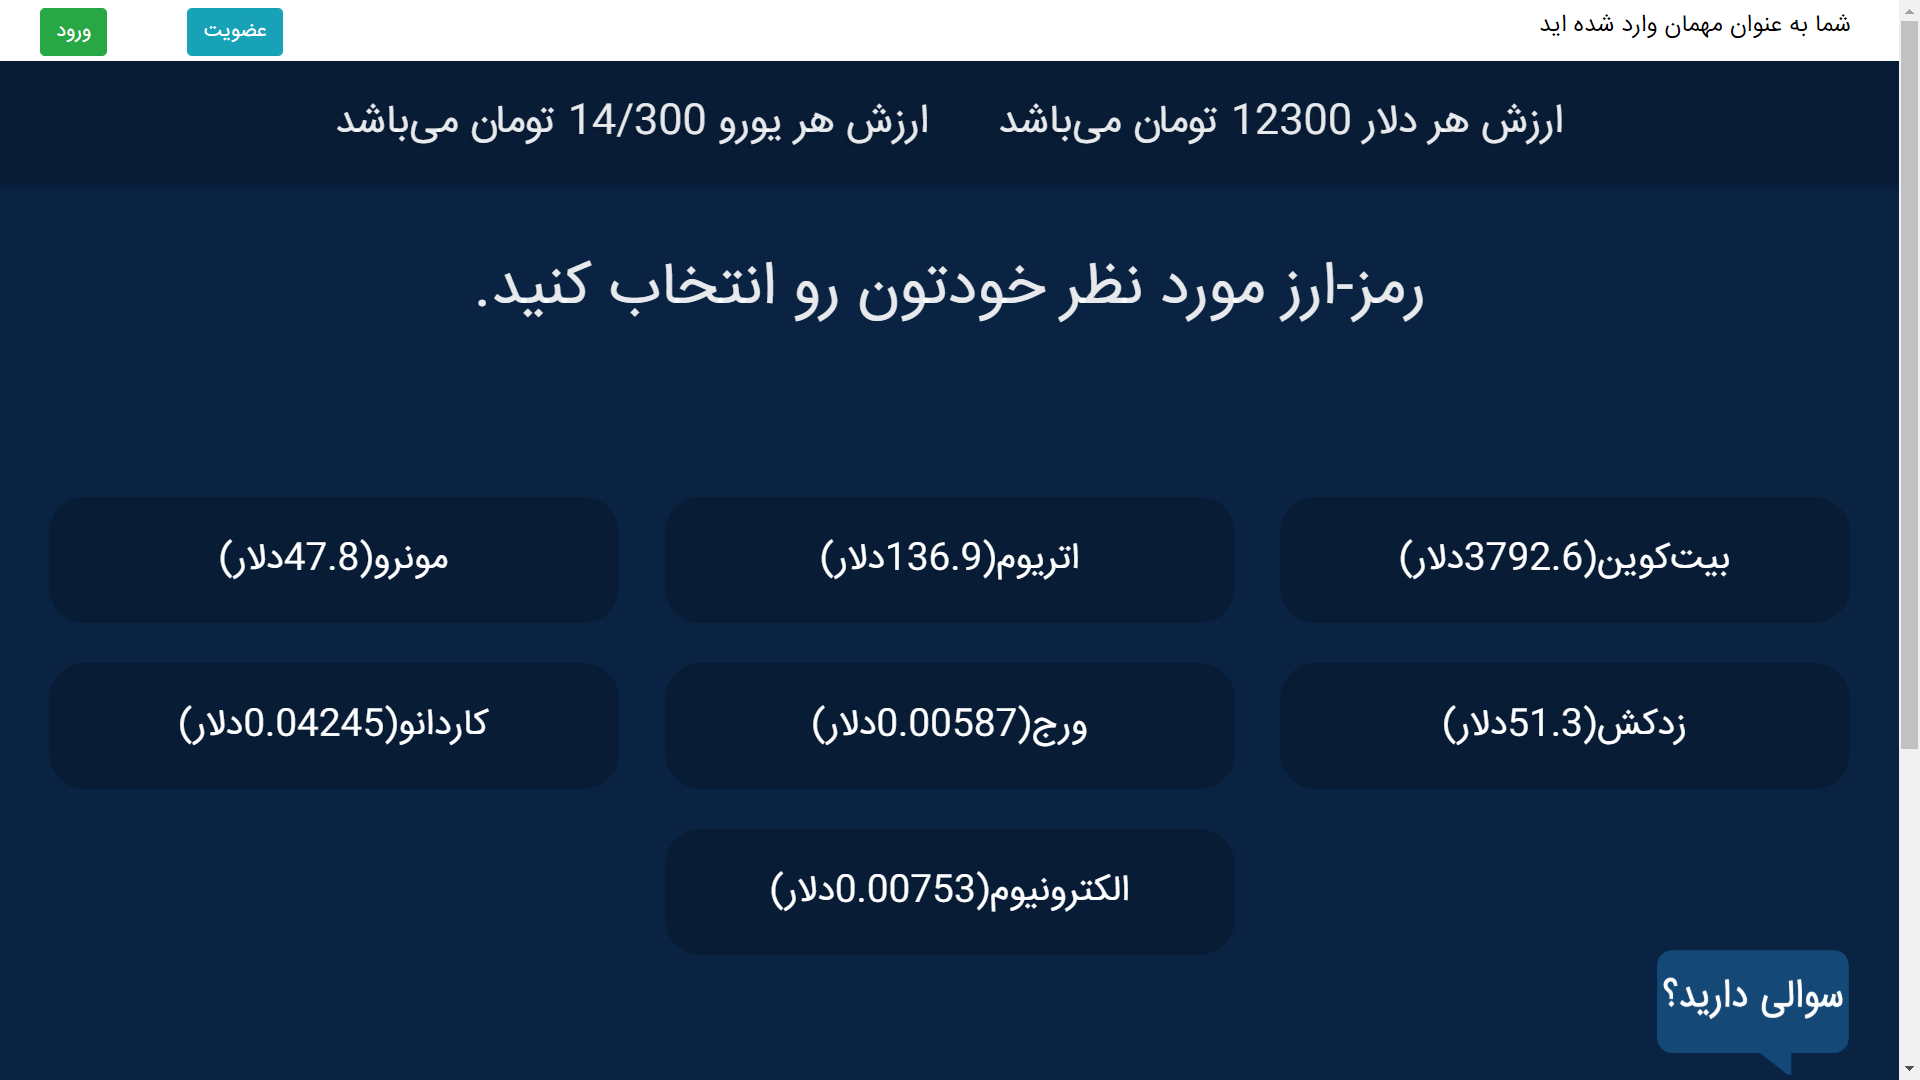 شما به عنوان مهمان وارد شده اید
عضویت
ورود
ارزش هر دلار 12300 تومان می‌باشد
ارزش هر یورو 14/300 تومان می‌باشد
رمز-ارز مورد نظر خودتون رو انتخاب کنید.
بیت‌کوین(3792.6دلار)
اتریوم(136.9دلار)
مونرو(47.8دلار)
زدکش(51.3دلار)
ورج(0.00587دلار)
کاردانو(0.04245دلار)
الکترونیوم(0.00753دلار)
سوالی دارید؟